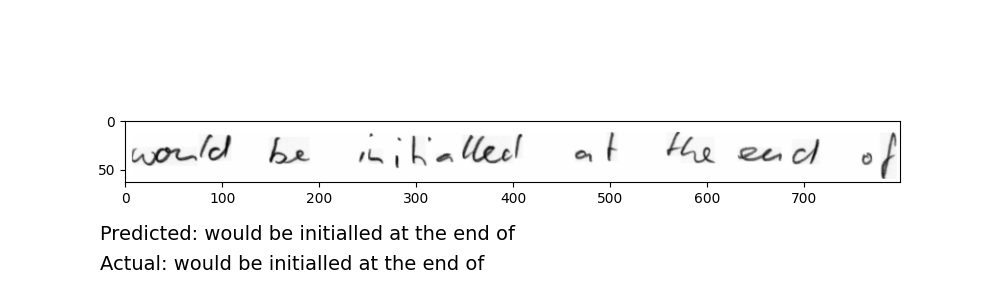 0
would be initialled at the end of
50
0 100 200 300 400 500 600 700
Predicted: would be initialled at the end of
Actual: would be initialled at the end of